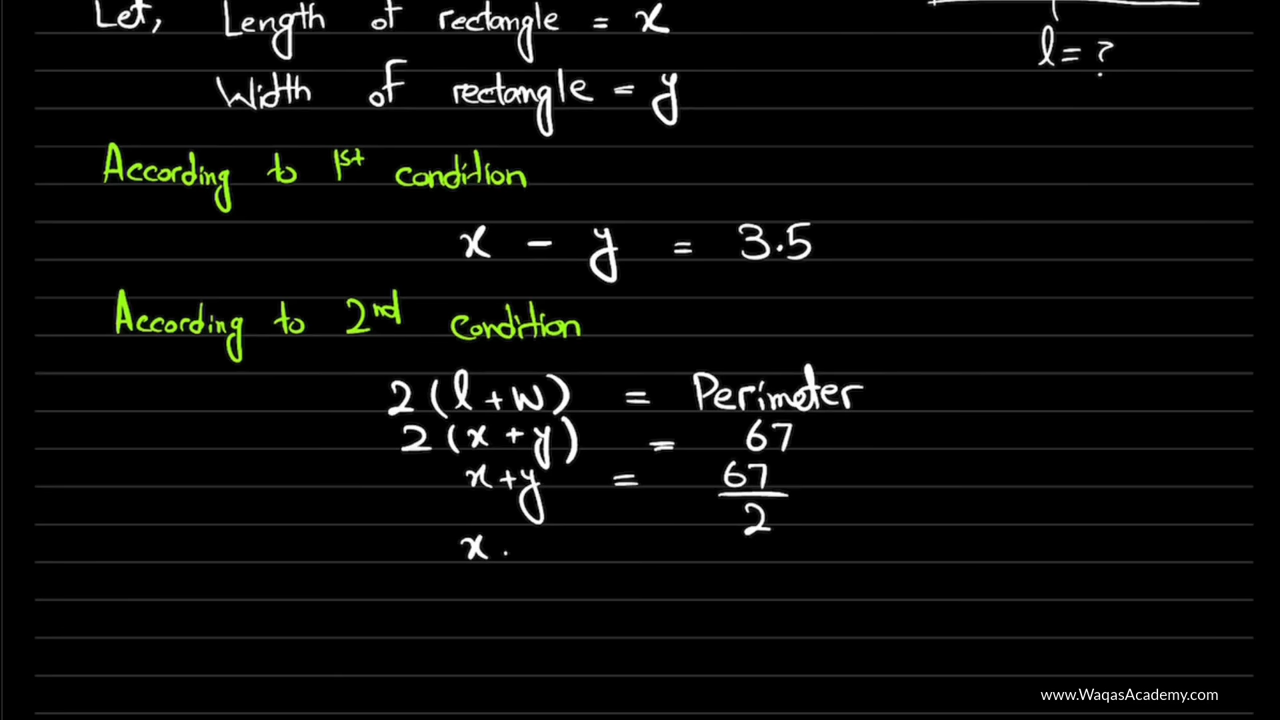 Let, Length of rectangle = x
l = ?
Width of rectangle = y
According to 1st condition
x - y = 3.5
According to 2nd Condition
2(l+w) = Perimeter
2(x+y) = 67
x+y = 67/2
x
www.WaqasAcademy.com